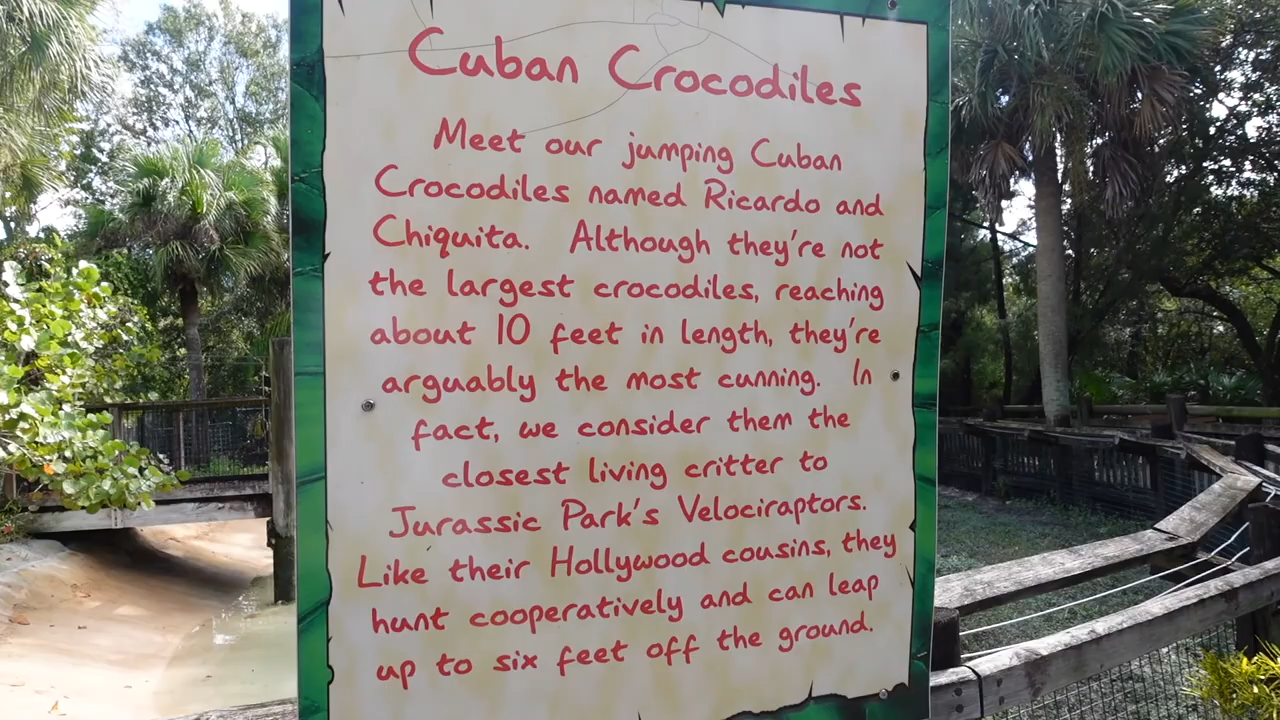 Cuban Crocodiles
Meet our jumping Cuban
Crocodiles named Ricardo and
Chiquita. Although they're not
the largest crocodiles, reaching
about 10 feet in length, they're
arguably the most cunning. In
fact, we consider them the
closest living critter to
Jurassic Park's Velociraptors.
Like their Hollywood cousins, they
hunt cooperatively and can leap
up to six feet off the ground.